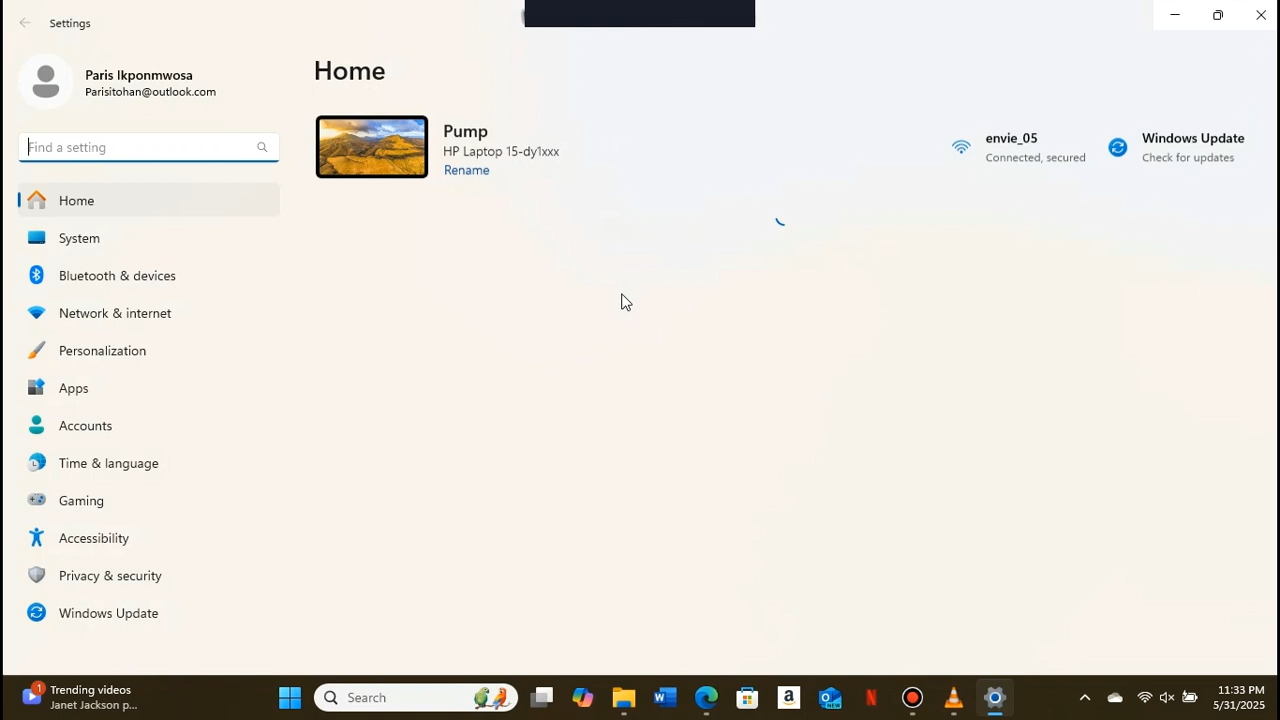 Settings
Paris Ikponmwosa
Parisitohan@outlook.com
Find a setting
Home
System
Bluetooth & devices
Network & internet
Personalization
Apps
Accounts
Time & language
Gaming
Accessibility
Privacy & security
Windows Update
Home
Pump
HP Laptop 15-dy1xxx
Rename
envie_05
Connected, secured
Windows Update
Check for updates
1
Trending videos
Janet Jackson p...
Search
W
a
NEW
N
11:33 PM
5/31/2025